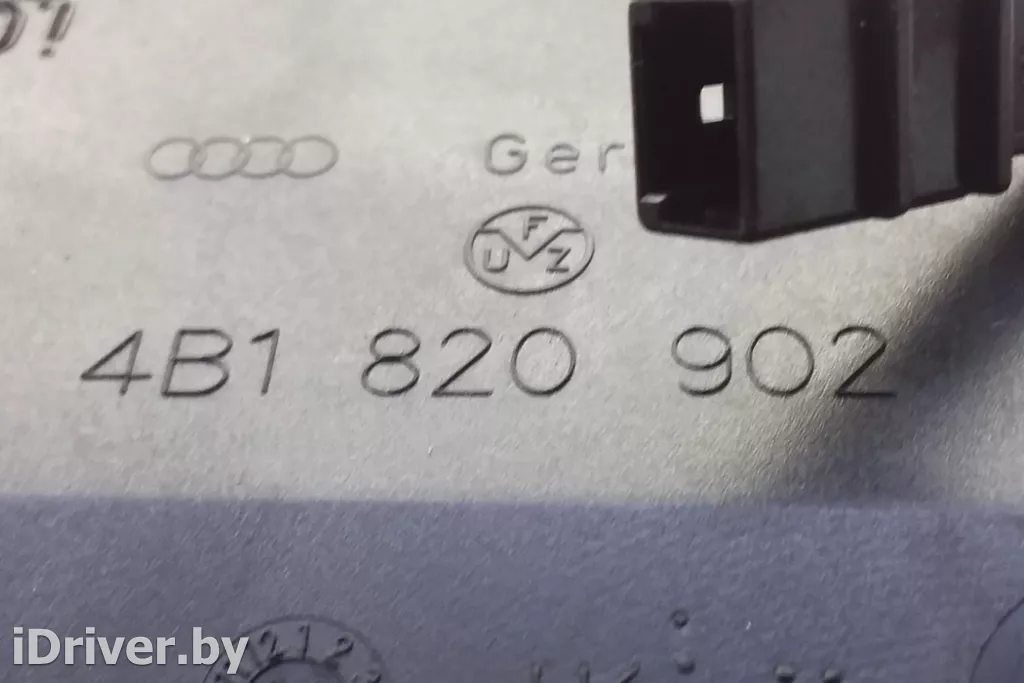 Ger
UFZ
4B1 820 902
iDriver.by